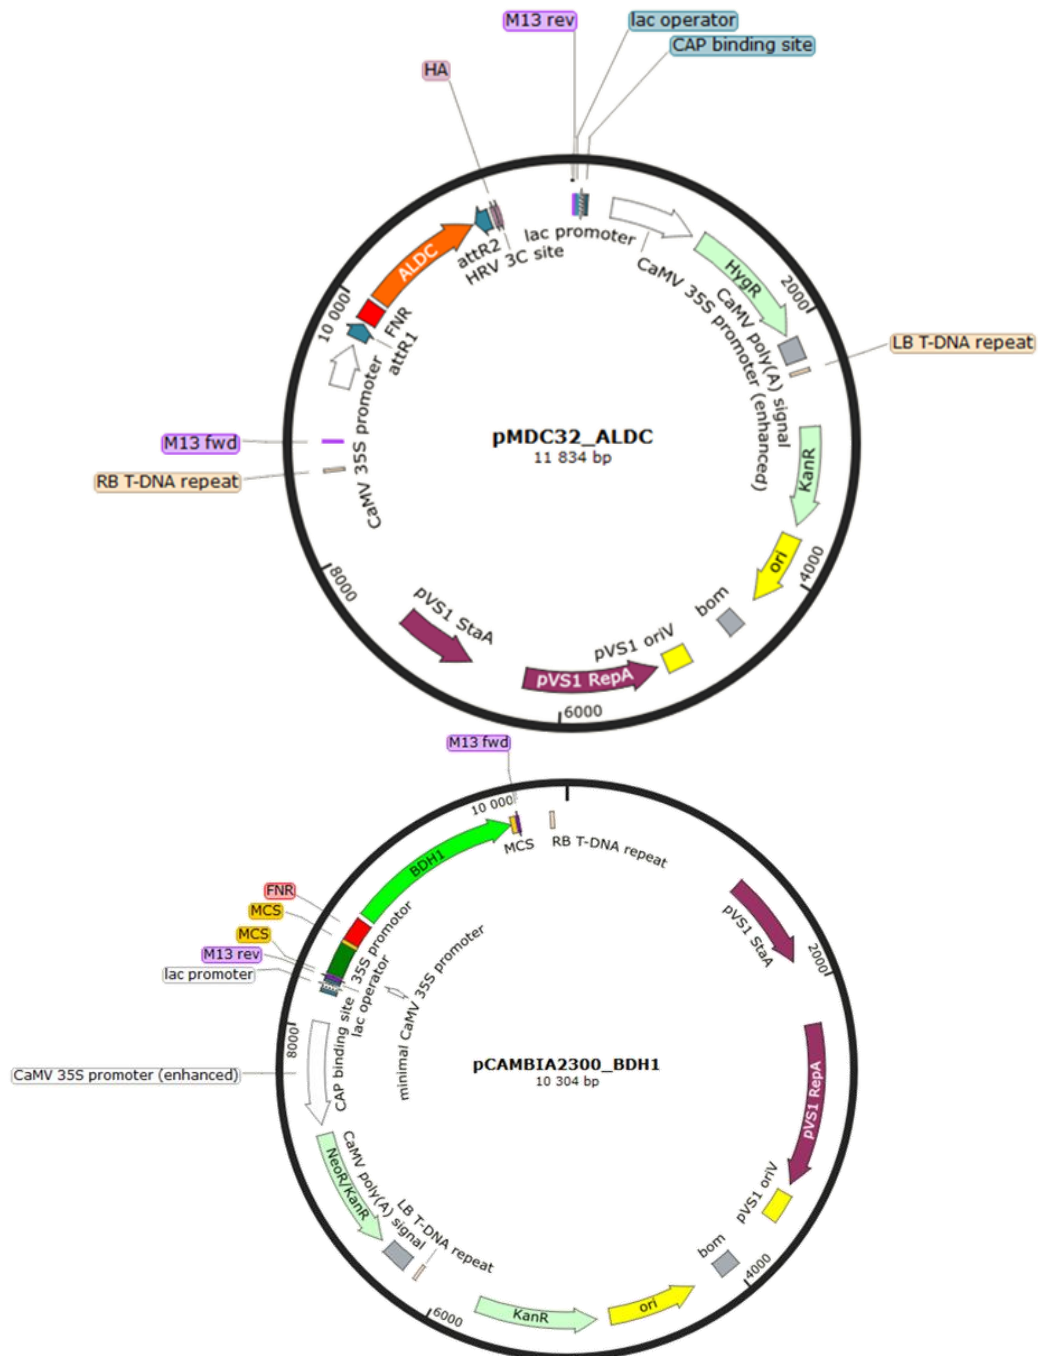 M13 rev
lac operator
CAP binding site
HA
lac promoter
attR2
HRV 3C site
ALDC
CaMV 35S promoter (enhanced)
HygR
CaMV poly(A) signal
2000
10 000
FNR
attR1
LB T-DNA repeat
CaMV 35S promoter
M13 fwd
pMDC32_ALDC
11 834 bp
KanR
RB T-DNA repeat
ori
4000
8000
bom
pVS1 StaA
pVS1 oriV
pVS1 RepA
6000
M13 fwd
10 000
MCS
RB T-DNA repeat
BDH1
FNR
MCS
MCS
M13 rev
lac promoter
35S promotor
lac operator
CAP binding site
minimal CaMV 35S promoter
pVS1 StaA
2000
8000
CaMV 35S promoter (enhanced)
pCAMBIA2300_BDH1
10 304 bp
pVS1 RepA
NeoR/KanR
CaMV poly(A) signal
LB T-DNA repeat
pVS1 oriV
bom
4000
6000
KanR
ori